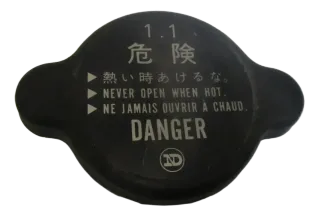 1.1
危険
▶ 熱い時あけるな。
▶ NEVER OPEN WHEN HOT.
▶ NE JAMAIS OUVRIR À CHAUD.
DANGER
ND